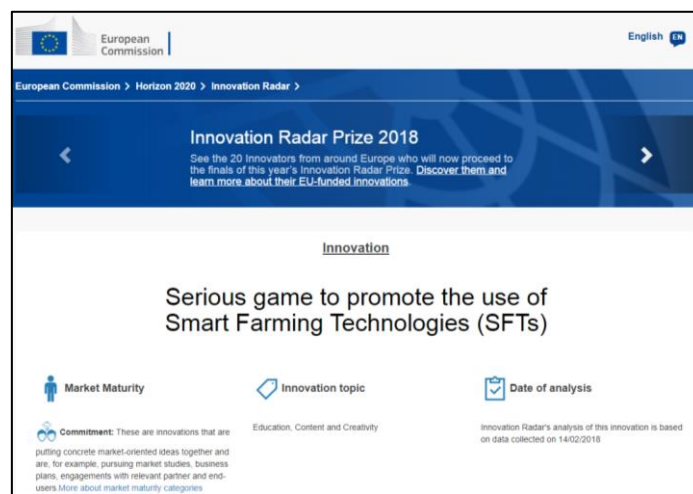 European
Commission
English EN
European Commission > Horizon 2020 > Innovation Radar >
Innovation Radar Prize 2018
See the 20 Innovators from around Europe who will now proceed to
the finals of this year's Innovation Radar Prize. Discover them and
learn more about their EU-funded innovations
Innovation
Serious game to promote the use of
Smart Farming Technologies (SFTs)
Market Maturity
Commitment: These are innovations that are
putting concrete market-oriented ideas together and
are, for example, pursuing market studies, business
plans, engagements with relevant partner and end-
users.More about market maturity categories
Innovation topic
Education, Content and Creativity
Date of analysis
Innovation Radar's analysis of this innovation is based
on data collected on 14/02/2018